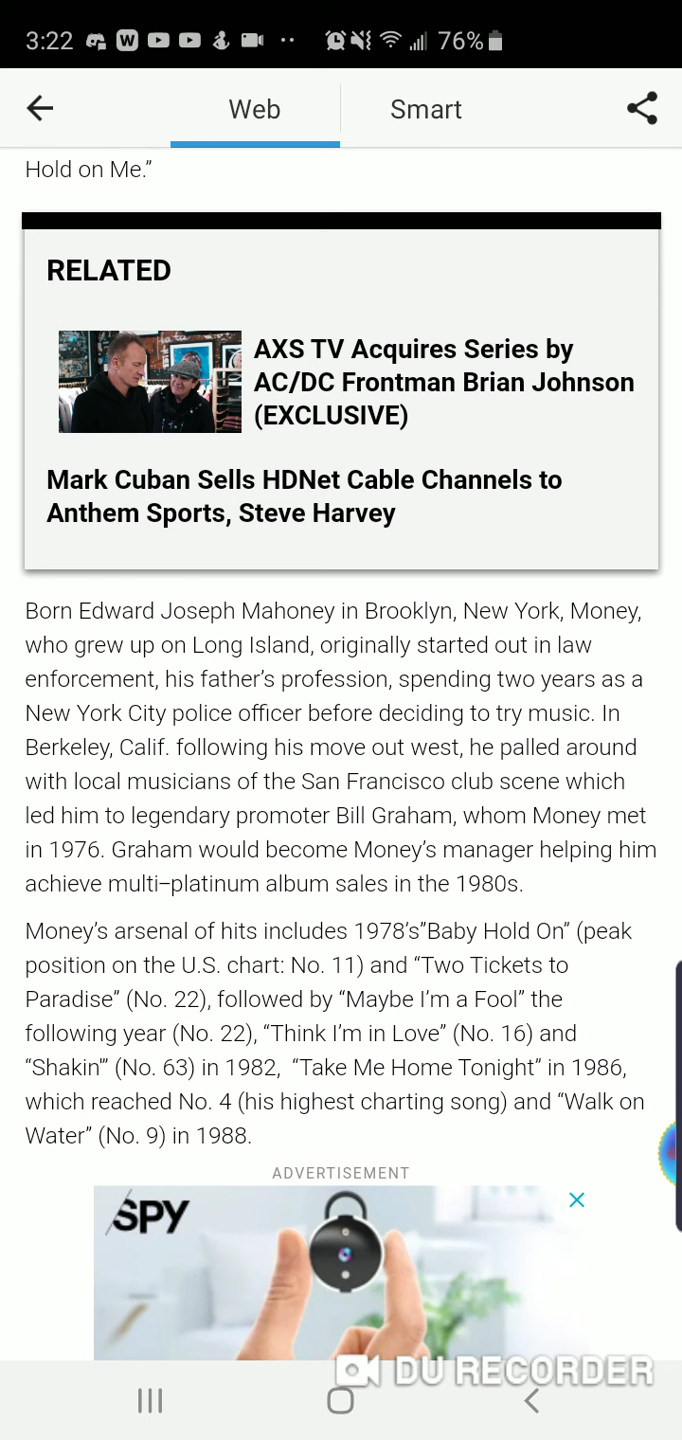 3:22
76%
Web
Smart
Hold on Me.”
RELATED
AXS TV Acquires Series by
AC/DC Frontman Brian Johnson
(EXCLUSIVE)
Mark Cuban Sells HDNet Cable Channels to
Anthem Sports, Steve Harvey
Born Edward Joseph Mahoney in Brooklyn, New York, Money,
who grew up on Long Island, originally started out in law
enforcement, his father’s profession, spending two years as a
New York City police officer before deciding to try music. In
Berkeley, Calif. following his move out west, he palled around
with local musicians of the San Francisco club scene which
led him to legendary promoter Bill Graham, whom Money met
in 1976. Graham would become Money’s manager helping him
achieve multi–platinum album sales in the 1980s.
Money’s arsenal of hits includes 1978’s”Baby Hold On” (peak
position on the U.S. chart: No. 11) and “Two Tickets to
Paradise” (No. 22), followed by “Maybe I’m a Fool” the
following year (No. 22), “Think I’m in Love” (No. 16) and
“Shakin’” (No. 63) in 1982,  “Take Me Home Tonight” in 1986,
which reached No. 4 (his highest charting song) and “Walk on
Water” (No. 9) in 1988.
ADVERTISEMENT
SPY
DU RECORDER